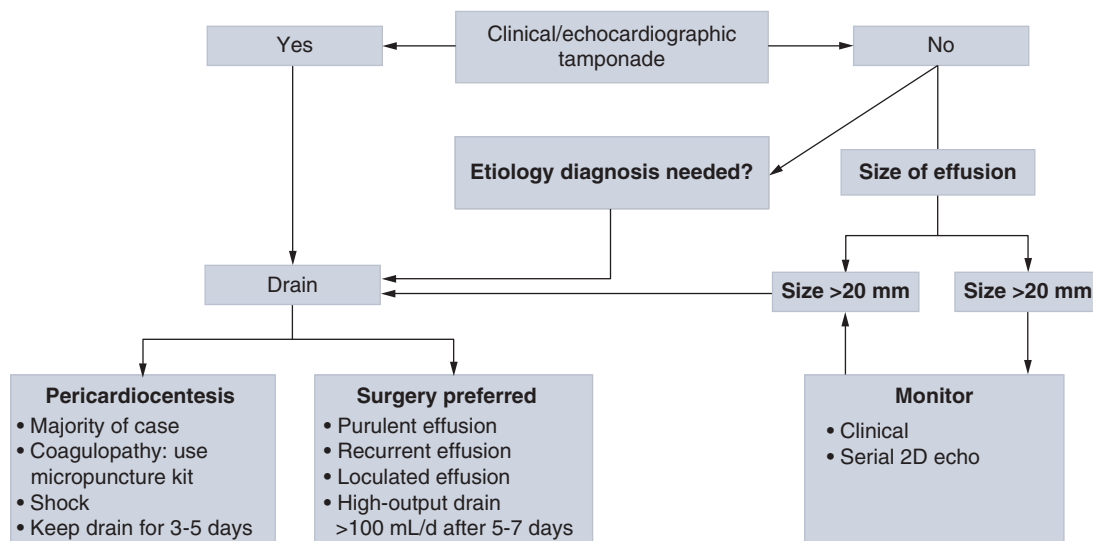 Yes
Clinical/echocardiographic
tamponade
No
Etiology diagnosis needed?
Size of effusion
Drain
Size >20 mm
Size >20 mm
Pericardiocentesis
• Majority of case
• Coagulopathy: use
micropuncture kit
• Shock
• Keep drain for 3-5 days
Surgery preferred
• Purulent effusion
• Recurrent effusion
• Loculated effusion
• High-output drain
>100 mL/d after 5-7 days
Monitor
• Clinical
• Serial 2D echo